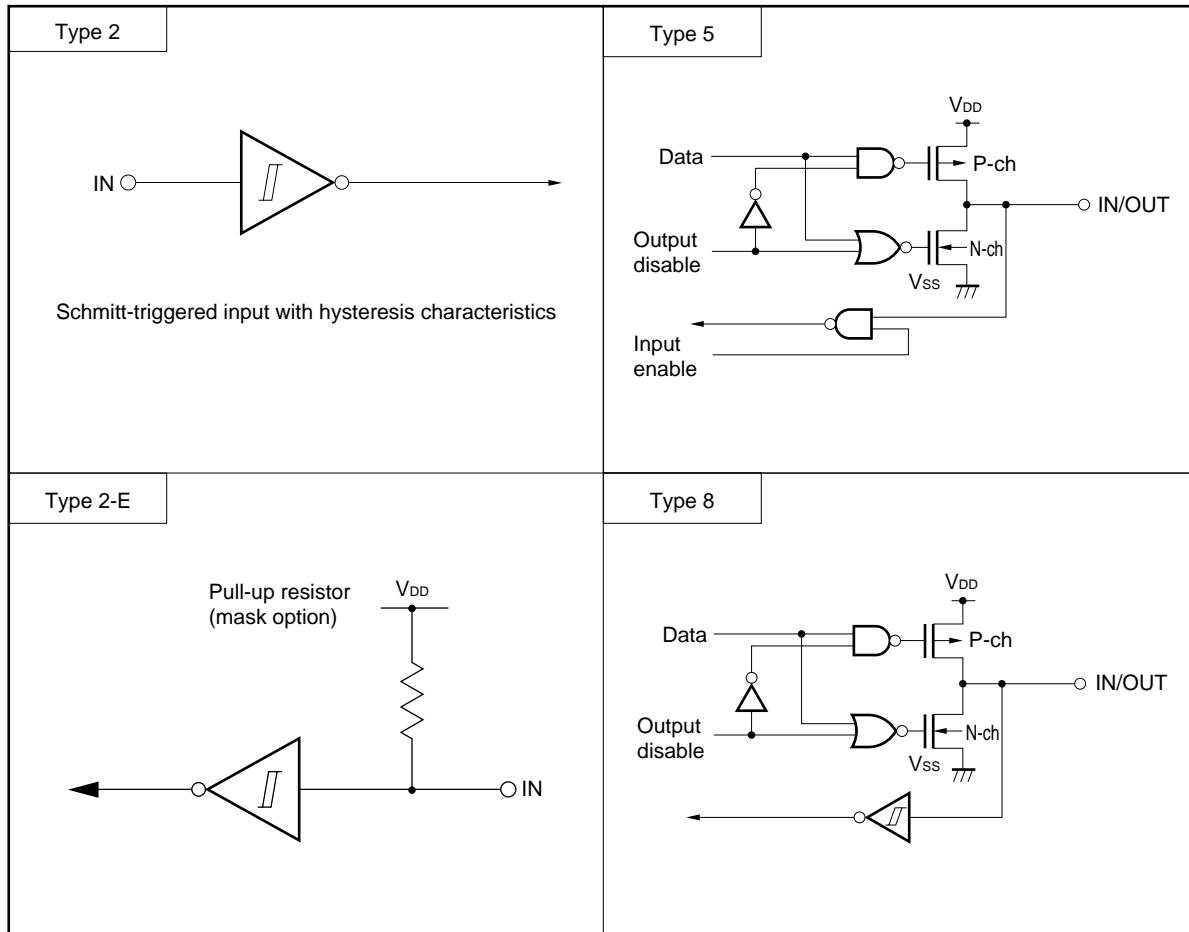 Type 2
IN
Schmitt-triggered input with hysteresis characteristics
Type 5
VDD
Data
P-ch
IN/OUT
Output
disable
N-ch
VSS
Input
enable
Type 2-E
Pull-up resistor
(mask option)
VDD
IN
Type 8
VDD
Data
P-ch
IN/OUT
Output
disable
N-ch
VSS